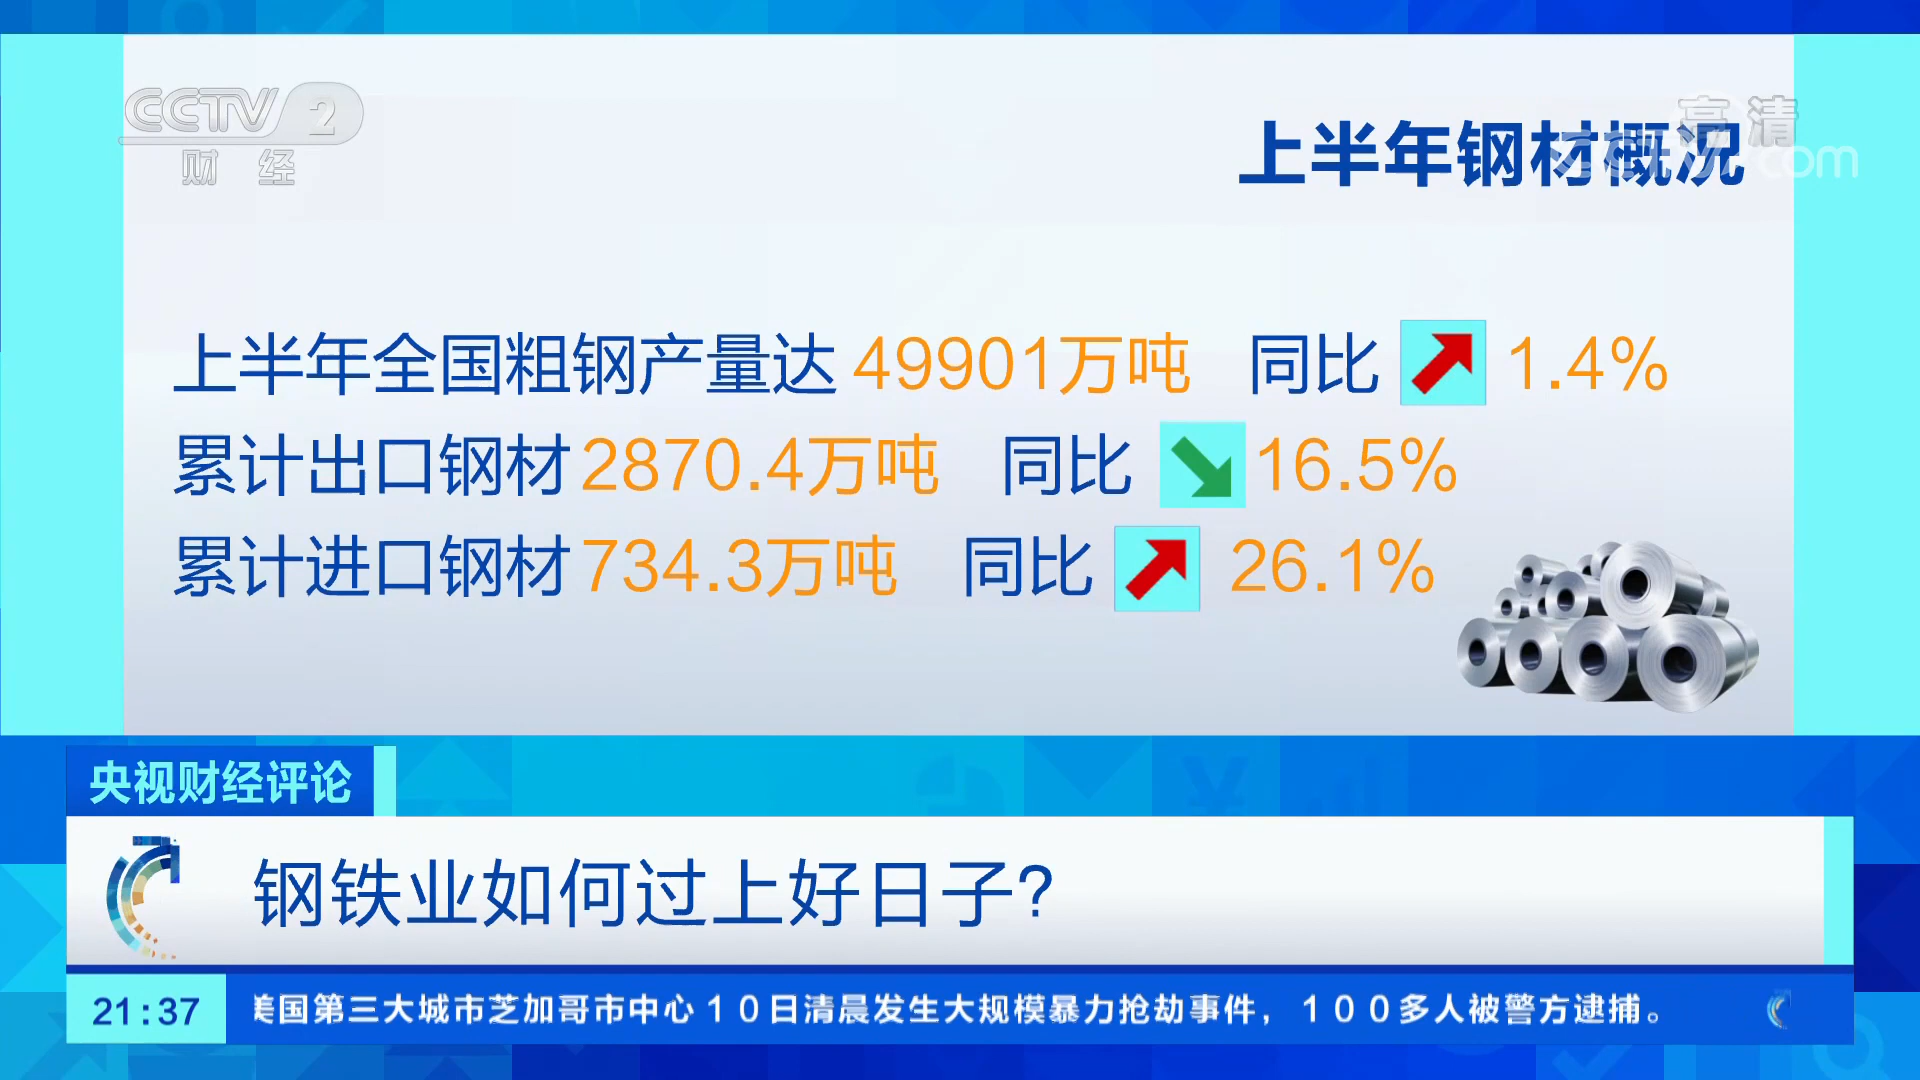 CCTV 2
财 经
高清
CCTV.com
上半年钢材概况
上半年全国粗钢产量达 49901万吨 同比 1.4%
累计出口钢材 2870.4万吨 同比 16.5%
累计进口钢材 734.3万吨 同比 26.1%
央视财经评论
钢铁业如何过上好日子?
21:37 美国第三大城市芝加哥市中心１０日清晨发生大规模暴力抢劫事件，１００多人被警方逮捕。